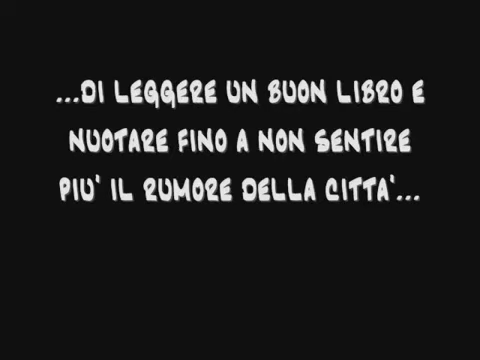 ...DI LEGGERE UN BUON LIBRO E
NUOTARE FINO A NON SENTIRE
PIU' IL RUMORE DELLA CITTA'...